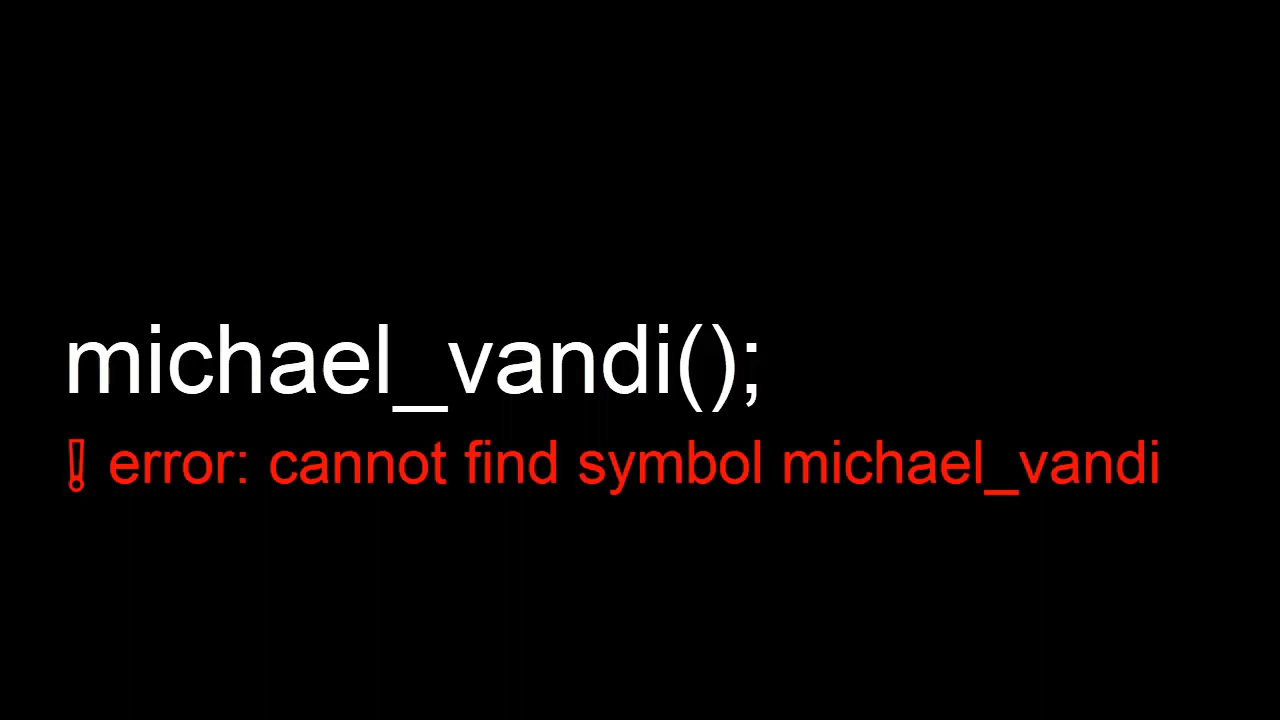 michael_vandi();
❗ error: cannot find symbol michael_vandi